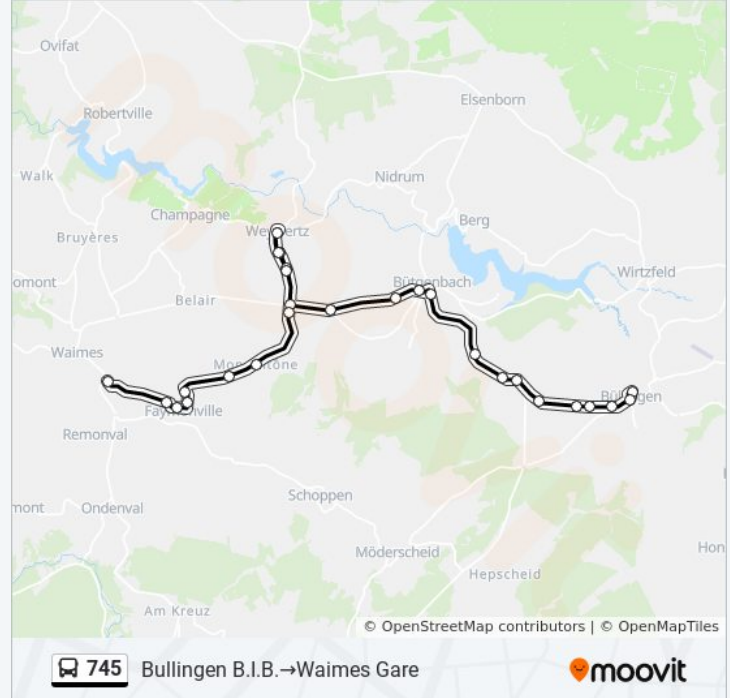 Ovifat
Robertville
Elsenborn
Walk
Nidrum
Champagne
Berg
Bruyères
Wirtzfeld
omont
Bütgenbach
Belair
Waimes
Faymonville
Remonval
Schoppen
mont
Ondenval
Möderscheid
Hon
Hepscheid
Am Kreuz
© OpenStreetMap contributors | © OpenMapTiles
745 Bullingen B.I.B.→Waimes Gare moovit